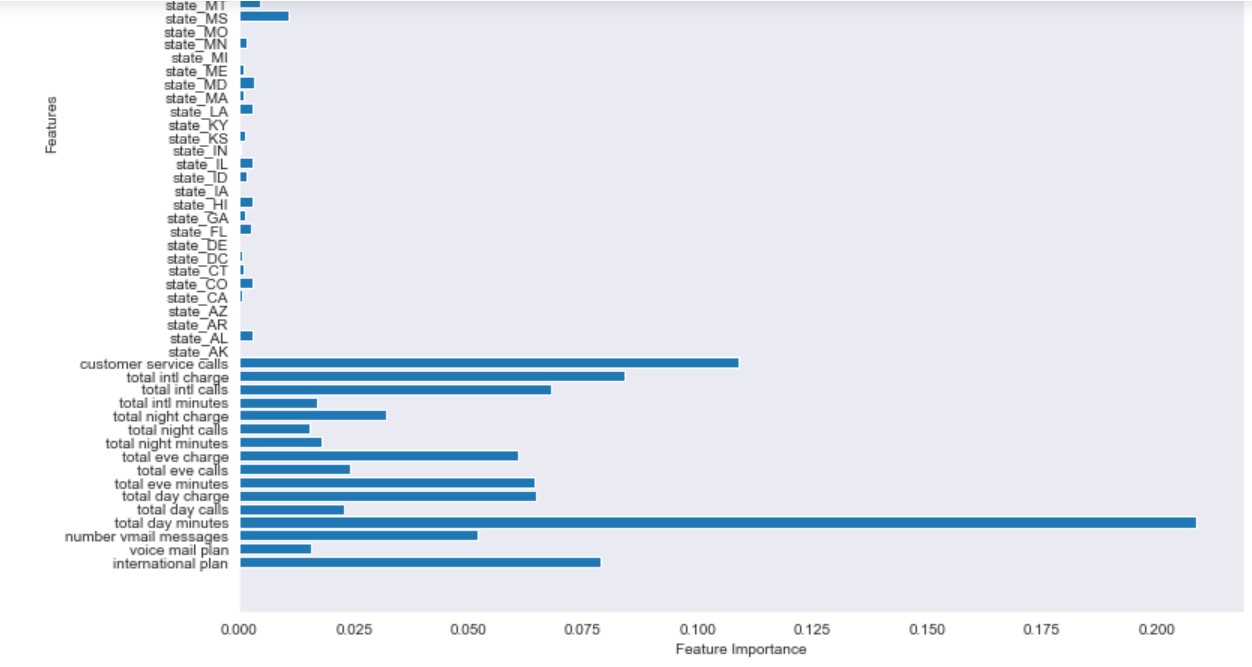 state_MT
state_MS
state_MO
state_MN
state_MI
state_ME
state_MD
state_MA
state_LA
state_KY
state_KS
state_IN
state_IL
state_ID
state_IA
state_HI
state_GA
state_FL
state_DE
state_DC
state_CT
state_CO
state_CA
state_AZ
state_AR
state_AL
state_AK
customer service calls
total intl charge
total intl calls
total intl minutes
total night charge
total night calls
total night minutes
total eve charge
total eve calls
total eve minutes
total day charge
total day calls
total day minutes
number vmail messages
voice mail plan
international plan
Features
0.000 0.025 0.050 0.075 0.100 0.125 0.150 0.175 0.200
Feature Importance